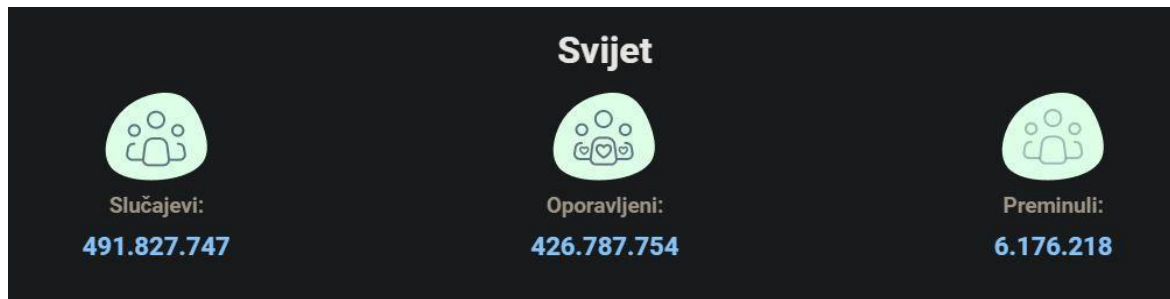 Svijet
Slučajevi:
491.827.747
Oporavljeni:
426.787.754
Preminuli:
6.176.218